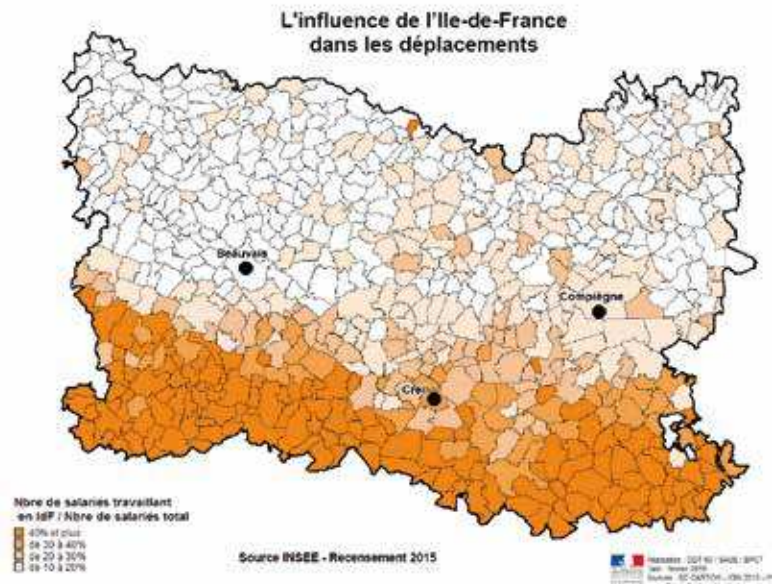 L'influence de l'Ile-de-France
dans les déplacements
Beauvais
Compiègne
Nbre de salariés travaillant
en IdF / Nbre de salariés total
40% et plus
de 30 à 40%
de 20 à 30%
de 10 à 20%
Source INSEE - Recensement 2015